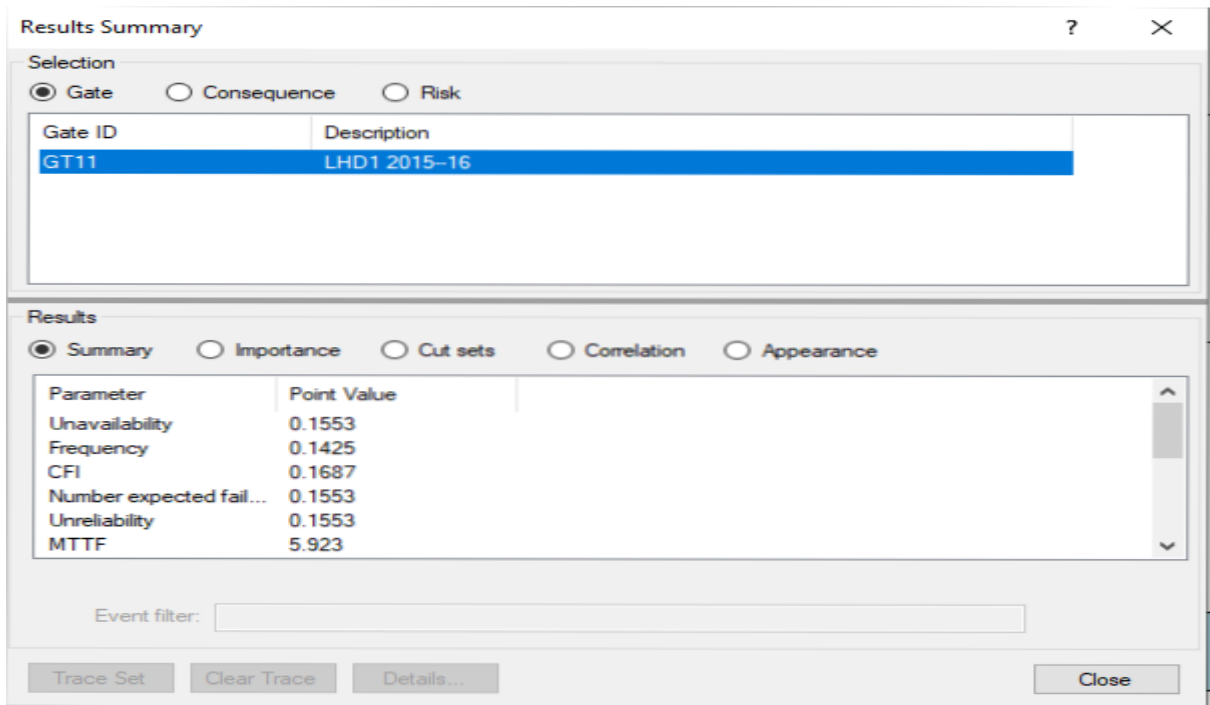 Results Summary ? ×
Selection
Gate Consequence Risk
Gate ID Description
GT11 LHD1 2015--16
Results
Summary Importance Cut sets Correlation Appearance
Parameter Point Value
Unavailability 0.1553
Frequency 0.1425
CFI 0.1687
Number expected fail... 0.1553
Unreliability 0.1553
MTTF 5.923
Event filter:
Trace Set Clear Trace Details... Close